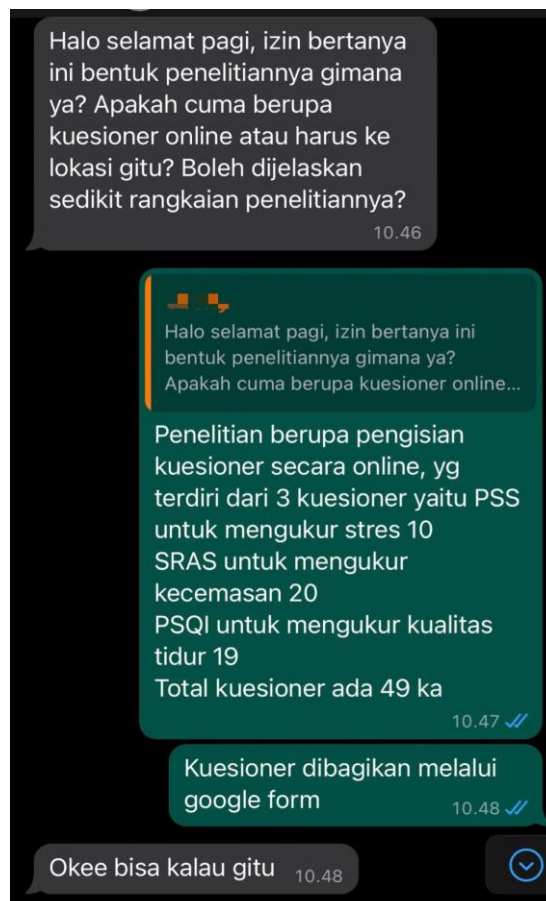 Halo selamat pagi, izin bertanya
ini bentuk penelitiannya gimana
ya? Apakah cuma berupa
kuesioner online atau harus ke
lokasi gitu? Boleh dijelaskan
sedikit rangkaian penelitiannya?
10.46
Halo selamat pagi, izin bertanya ini
bentuk penelitiannya gimana ya?
Apakah cuma berupa kuesioner online...
Penelitian berupa pengisian
kuesioner secara online, yg
terdiri dari 3 kuesioner yaitu PSS
untuk mengukur stres 10
SRAS untuk mengukur
kecemasan 20
PSQI untuk mengukur kualitas
tidur 19
Total kuesioner ada 49 ka
10.47
Kuesioner dibagikan melalui
google form
10.48
Okee bisa kalau gitu 10.48